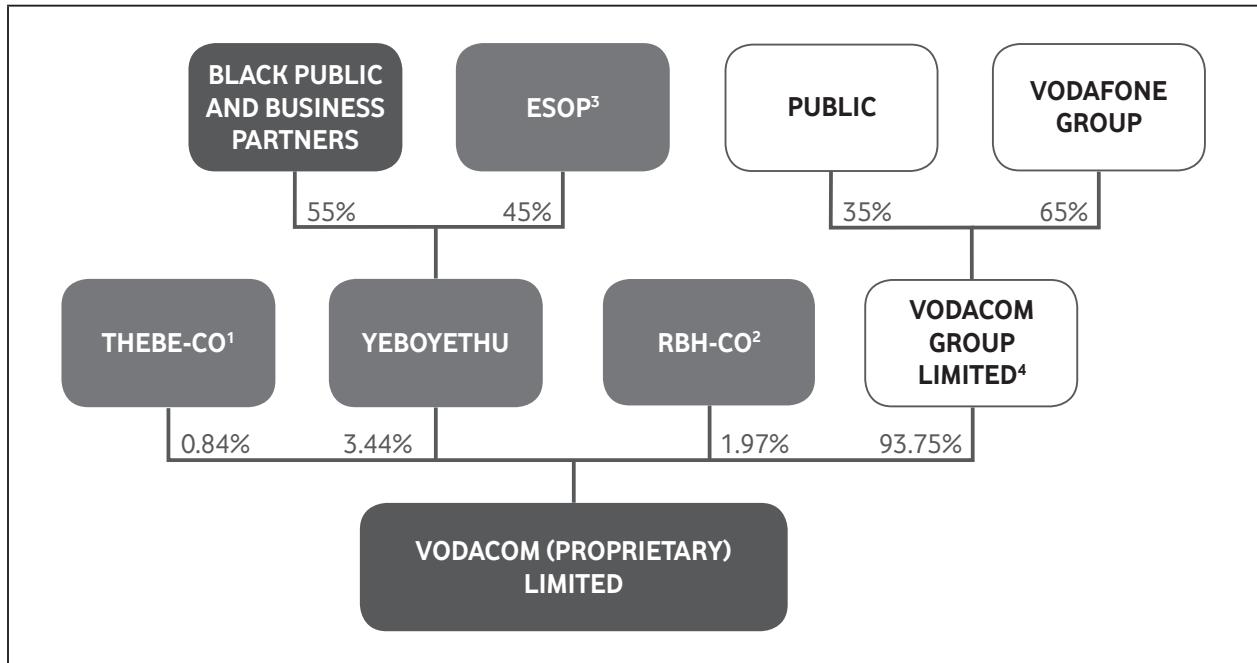 BLACK PUBLIC
AND BUSINESS
PARTNERS
ESOP³
PUBLIC
VODAFONE
GROUP
55%
45%
35%
65%
THEBE-CO¹
YEBOYETHU
RBH-CO²
VODACOM
GROUP
LIMITED⁴
0.84%
3.44%
1.97%
93.75%
VODACOM (PROPRIETARY)
LIMITED